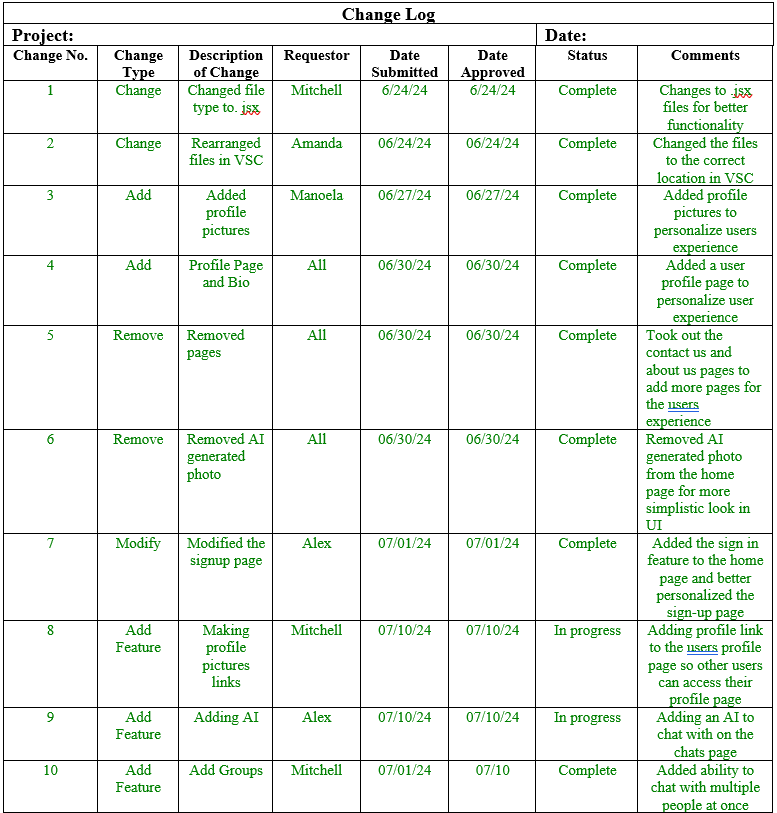 Change Log
Project: Date:
Change No. Change Type Description of Change Requestor Date Submitted Date Approved Status Comments
1 Change Changed file type to. jsx Mitchell 6/24/24 6/24/24 Complete Changes to .jsx files for better functionality
2 Change Rearranged files in VSC Amanda 06/24/24 06/24/24 Complete Changed the files to the correct location in VSC
3 Add Added profile pictures Manoela 06/27/24 06/27/24 Complete Added profile pictures to personalize users experience
4 Add Profile Page and Bio All 06/30/24 06/30/24 Complete Added a user profile page to personalize user experience
5 Remove Removed pages All 06/30/24 06/30/24 Complete Took out the contact us and about us pages to add more pages for the users experience
6 Remove Removed AI generated photo All 06/30/24 06/30/24 Complete Removed AI generated photo from the home page for more simplistic look in UI
7 Modify Modified the signup page Alex 07/01/24 07/01/24 Complete Added the sign in feature to the home page and better personalized the sign-up page
8 Add Feature Making profile pictures links Mitchell 07/10/24 07/10/24 In progress Adding profile link to the users profile page so other users can access their profile page
9 Add Feature Adding AI Alex 07/10/24 07/10/24 In progress Adding an AI to chat with on the chats page
10 Add Feature Add Groups Mitchell 07/01/24 07/10 Complete Added ability to chat with multiple people at once